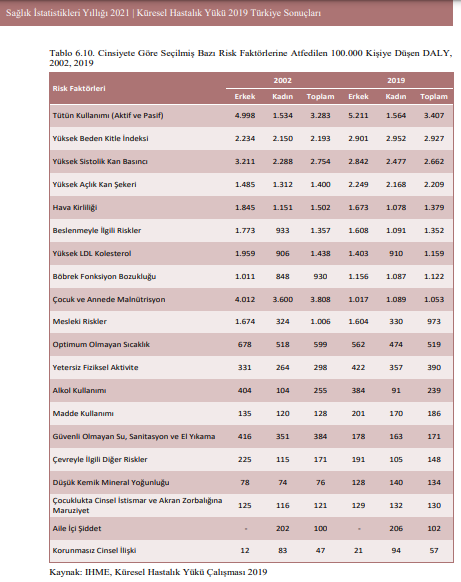 Sağlık İstatistikleri Yıllığı 2021 | Küresel Hastalık Yükü 2019 Türkiye Sonuçları
Tablo 6.10. Cinsiyete Göre Seçilmiş Bazı Risk Faktörlerine Atfedilen 100.000 Kişiye Düşen DALY,
2002, 2019
Risk Faktörleri 2002 2019
Erkek Kadın Toplam Erkek Kadın Toplam
Tütün Kullanımı (Aktif ve Pasif) 4.998 1.534 3.283 5.211 1.564 3.407
Yüksek Beden Kitle İndeksi 2.234 2.150 2.193 2.901 2.952 2.927
Yüksek Sistolik Kan Basıncı 3.211 2.288 2.754 2.842 2.477 2.662
Yüksek Açlık Kan Şekeri 1.485 1.312 1.400 2.249 2.168 2.209
Hava Kirliliği 1.845 1.151 1.502 1.673 1.078 1.379
Beslenmeyle İlgili Riskler 1.773 933 1.357 1.608 1.091 1.352
Yüksek LDL Kolesterol 1.959 906 1.438 1.403 910 1.159
Böbrek Fonksiyon Bozukluğu 1.011 848 930 1.156 1.087 1.122
Çocuk ve Annede Malnütrisyon 4.012 3.600 3.808 1.017 1.089 1.053
Mesleki Riskler 1.674 324 1.006 1.604 330 973
Optimum Olmayan Sıcaklık 678 518 599 562 474 519
Yetersiz Fiziksel Aktivite 331 264 298 422 357 390
Alkol Kullanımı 404 104 255 384 91 239
Madde Kullanımı 135 120 128 201 170 186
Güvenli Olmayan Su, Sanitasyon ve El Yıkama 416 351 384 178 163 171
Çevreyle İlgili Diğer Riskler 225 115 171 191 105 148
Düşük Kemik Mineral Yoğunluğu 78 74 76 128 140 134
Çocuklukta Cinsel İstismar ve Akran Zorbalığına
Maruziyet 125 116 121 129 132 130
Aile İçi Şiddet - 202 100 - 206 102
Korunmasız Cinsel İlişki 12 83 47 21 94 57
Kaynak: IHME, Küresel Hastalık Yükü Çalışması 2019